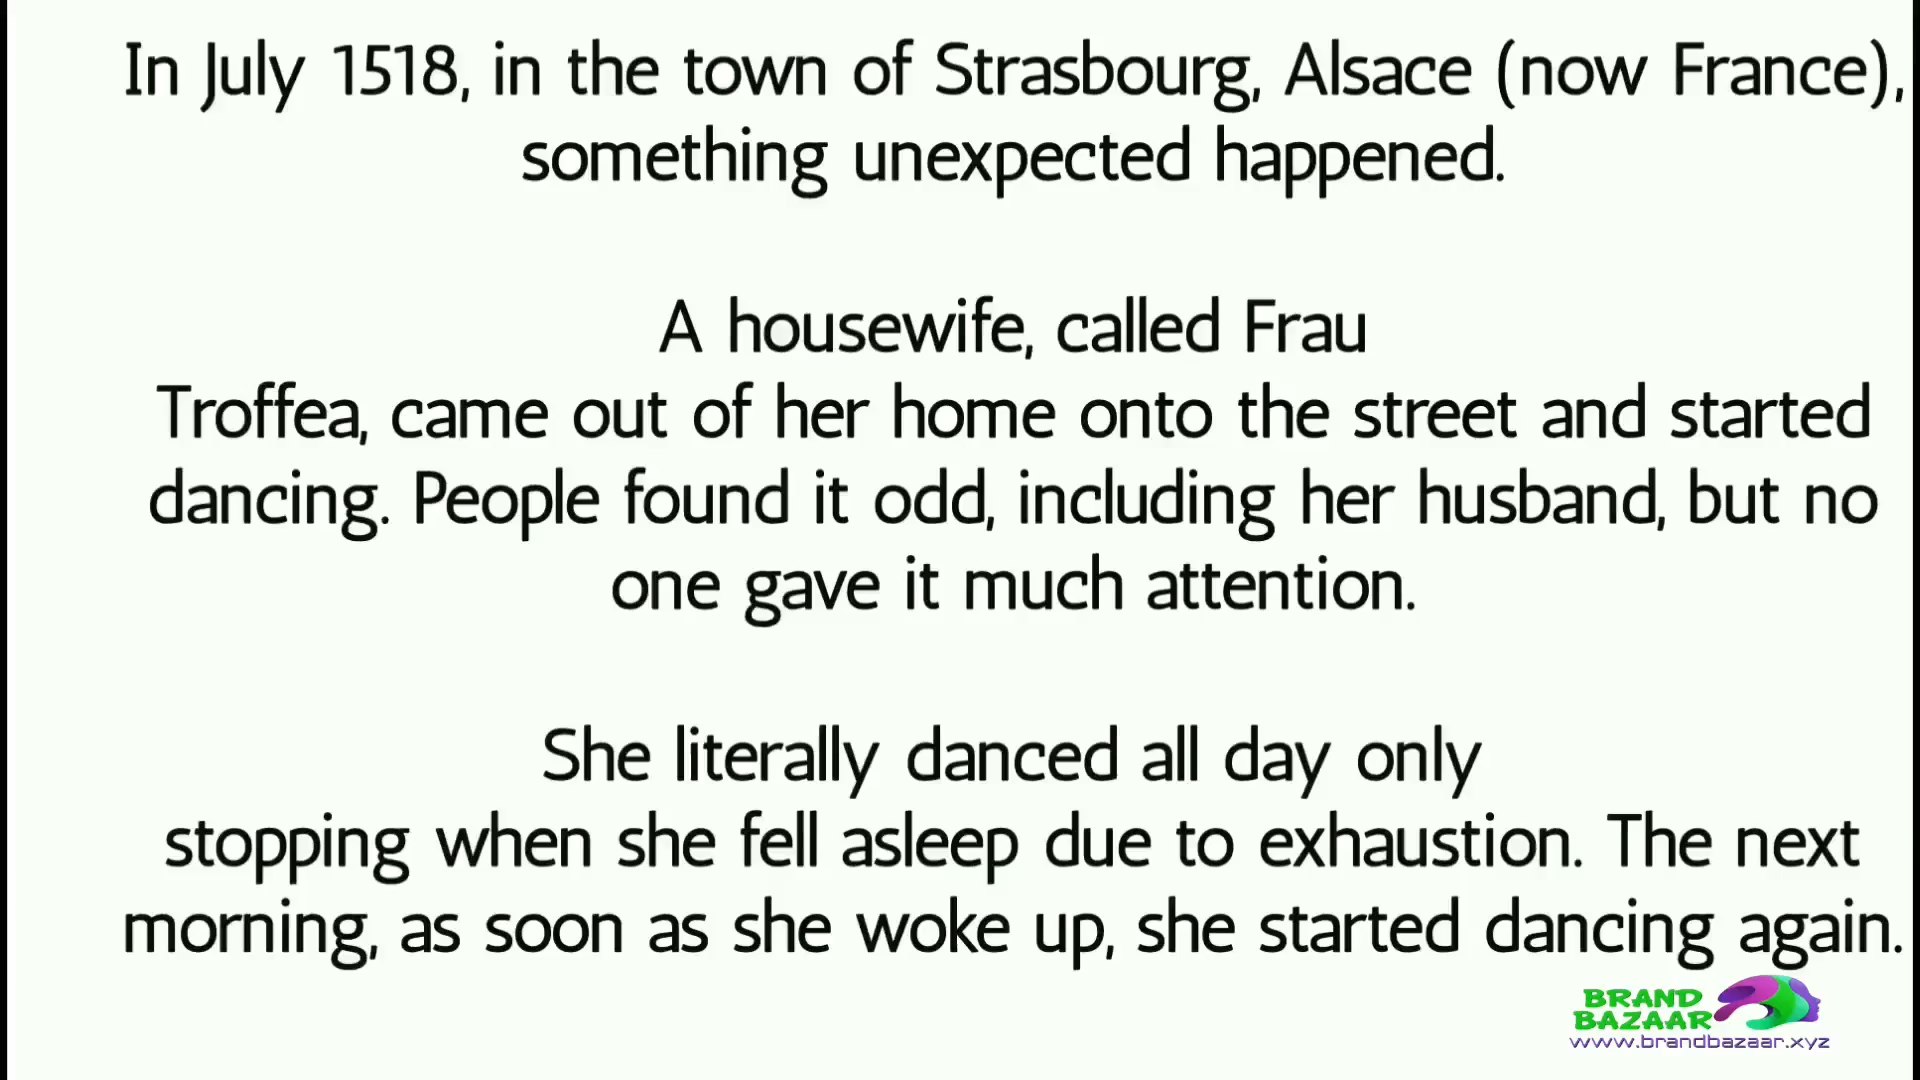 In July 1518, in the town of Strasbourg, Alsace (now France),
something unexpected happened.
A housewife, called Frau
Troffea, came out of her home onto the street and started
dancing. People found it odd, including her husband, but no
one gave it much attention.
She literally danced all day only
stopping when she fell asleep due to exhaustion. The next
morning, as soon as she woke up, she started dancing again.
BRAND
BAZAAR
www.brandbazaar.xyz